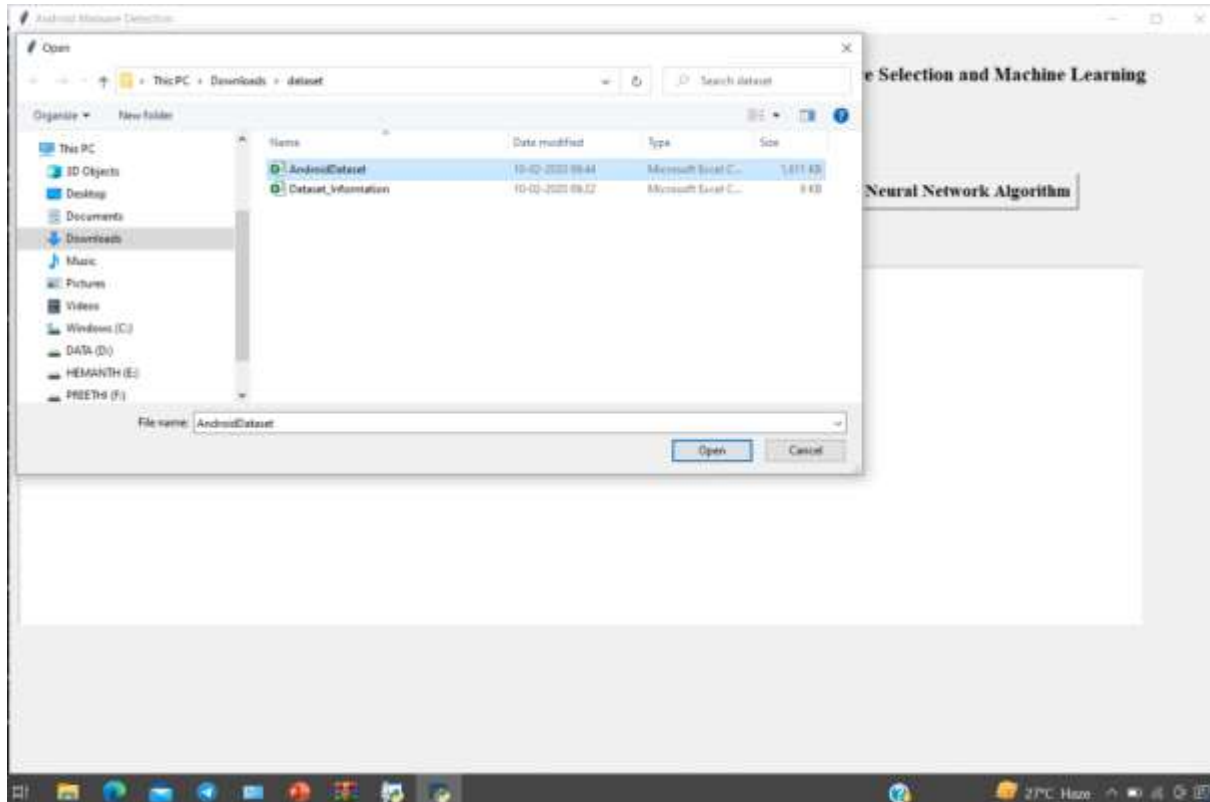 Android Malware Detection
Open
This PC › Downloads › dataset
Search dataset
e Selection and Machine Learning
Organize
New folder
Name
Date modified
Type
Size
This PC
3D Objects
Desktop
Documents
Downloads
Music
Pictures
Videos
Windows (C:)
DATA (D:)
HEMANTH (E:)
PREETHI (F:)
AndroidDataset
Microsoft Excel C...
Dataset_Information
Microsoft Excel C...
Neural Network Algorithm
File name: AndroidDataset
Open
Cancel
27°C Haze